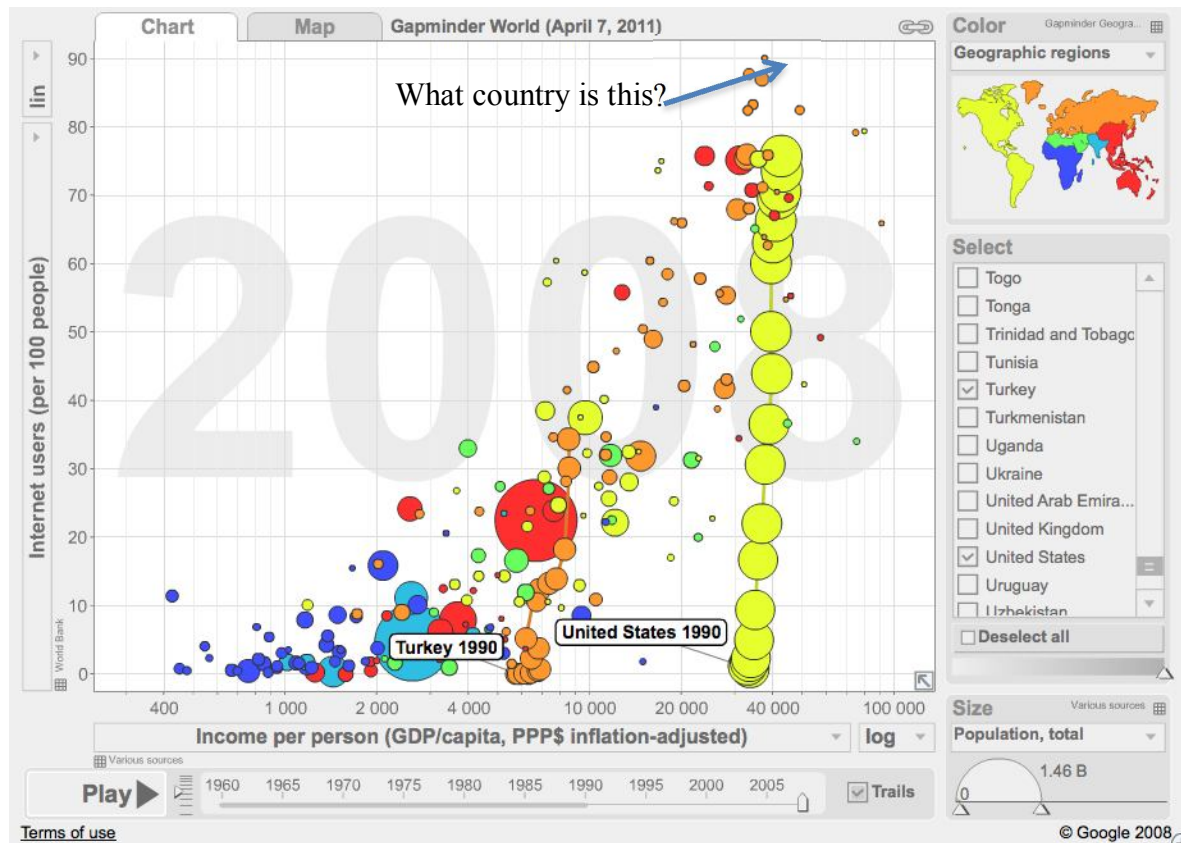 Chart
Map
Gapminder World (April 7, 2011)
What country is this?
90
80
70
60
50
40
30
20
10
0
lin
Internet users (per 100 people)
World Bank
2008
Turkey 1990
United States 1990
400
1 000
2 000
4 000
10 000
20 000
40 000
100 000
Income per person (GDP/capita, PPP$ inflation-adjusted)
log
Various sources
Play
1960
1965
1970
1975
1980
1985
1990
1995
2000
2005
Trails
Terms of use
Color
Gapminder Geogra...
Geographic regions
Select
Togo
Tonga
Trinidad and Tobago
Tunisia
Turkey
Turkmenistan
Uganda
Ukraine
United Arab Emira...
United Kingdom
United States
Uruguay
Uzbekistan
Deselect all
Size
Various sources
Population, total
1.46 B
0
© Google 2008